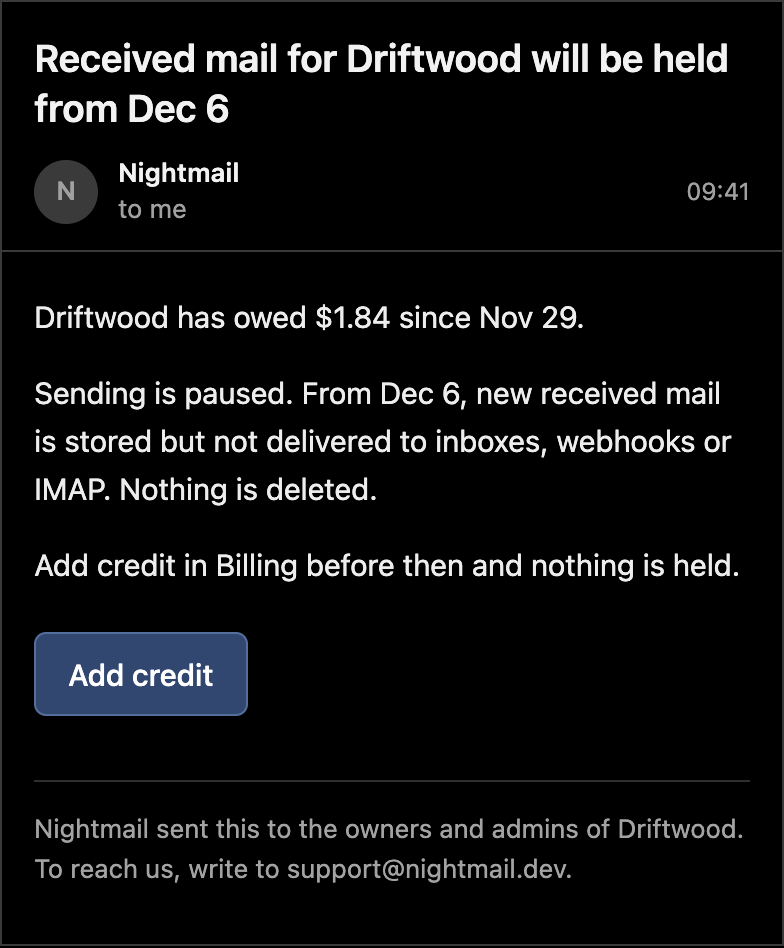 Received mail for Driftwood will be held
from Dec 6
N
Nightmail
to me
09:41
Driftwood has owed $1.84 since Nov 29.
Sending is paused. From Dec 6, new received mail
is stored but not delivered to inboxes, webhooks or
IMAP. Nothing is deleted.
Add credit in Billing before then and nothing is held.
Add credit
Nightmail sent this to the owners and admins of Driftwood.
To reach us, write to support@nightmail.dev.